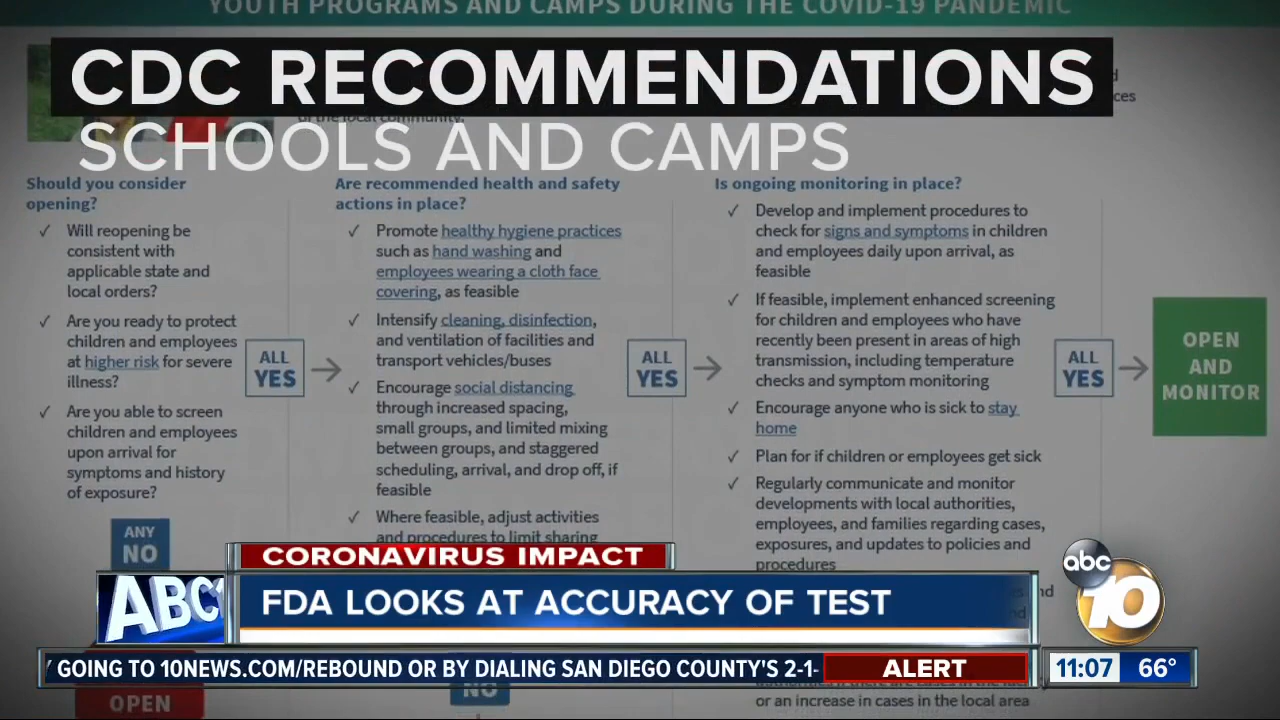 YOUTH PROGRAMS AND CAMPS DURING THE COVID-19 PANDEMIC
CDC RECOMMENDATIONS
SCHOOLS AND CAMPS
of the local community.
Should you consider
opening?
✓ Will reopening be
consistent with
applicable state and
local orders?
✓ Are you ready to protect
children and employees
at higher risk for severe
illness?
✓ Are you able to screen
children and employees
upon arrival for
symptoms and history
of exposure?
ANY
NO
OPEN
ALL
YES
Are recommended health and safety
actions in place?
✓ Promote healthy hygiene practices
such as hand washing and
employees wearing a cloth face
covering, as feasible
✓ Intensify cleaning, disinfection,
and ventilation of facilities and
transport vehicles/buses
✓ Encourage social distancing
through increased spacing,
small groups, and limited mixing
between groups, and staggered
scheduling, arrival, and drop off, if
feasible
✓ Where feasible, adjust activities
and procedures to limit sharing
NO
ALL
YES
Is ongoing monitoring in place?
✓ Develop and implement procedures to
check for signs and symptoms in children
and employees daily upon arrival, as
feasible
✓ If feasible, implement enhanced screening
for children and employees who have
recently been present in areas of high
transmission, including temperature
checks and symptom monitoring
✓ Encourage anyone who is sick to stay
home
✓ Plan for if children or employees get sick
✓ Regularly communicate and monitor
developments with local authorities,
employees, and families regarding cases,
exposures, and updates to policies and
procedures
or an increase in cases in the local area
ALL
YES
OPEN
AND
MONITOR
CORONAVIRUS IMPACT
ABC1
FDA LOOKS AT ACCURACY OF TEST
abc
10
GOING TO 10NEWS.COM/REBOUND OR BY DIALING SAN DIEGO COUNTY'S 2-1-
ALERT
11:07 66°